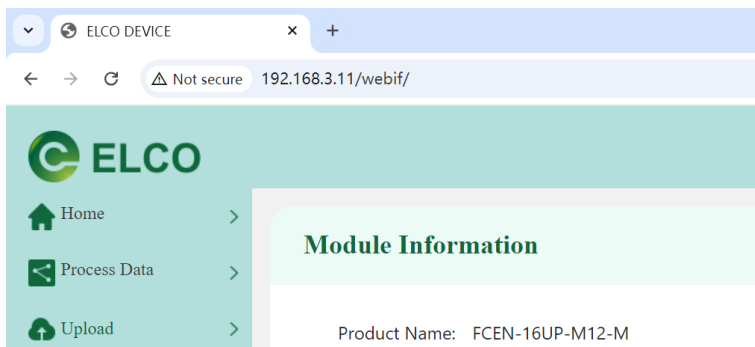 ELCO DEVICE
Not secure 192.168.3.11/webif/
ELCO
Home
Module Information
Process Data
Upload
Product Name: FCEN-16UP-M12-M